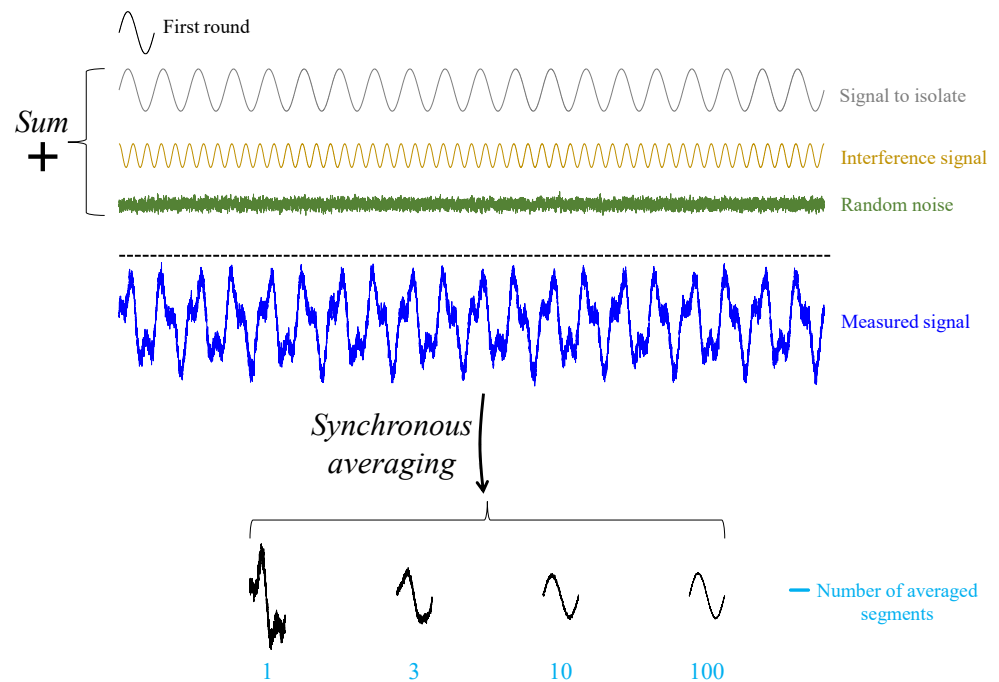 First round
Signal to isolate
Sum
+
Interference signal
Random noise
Measured signal
Synchronous
averaging
Number of averaged
segments
1 3 10 100